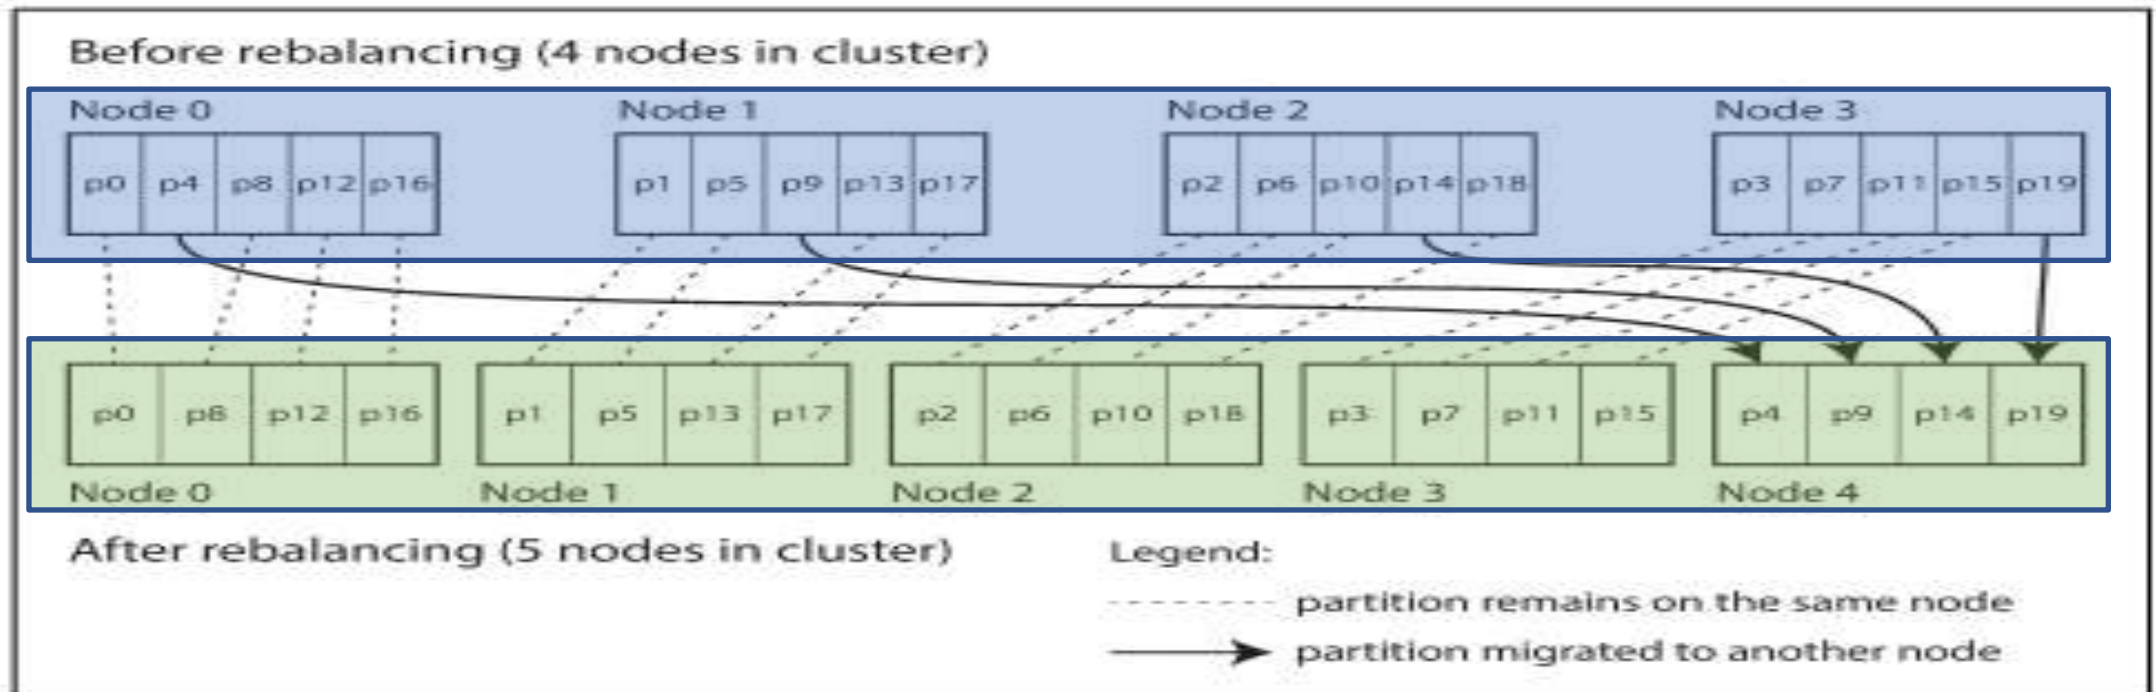 Before rebalancing (4 nodes in cluster)
Node 0 Node 1 Node 2 Node 3
p0 p4 p8 p12 p16 p1 p5 p9 p13 p17 p2 p6 p10 p14 p18 p3 p7 p11 p15 p19
p0 p8 p12 p16 p1 p5 p13 p17 p2 p6 p10 p18 p3 p7 p11 p15 p4 p9 p14 p19
Node 0 Node 1 Node 2 Node 3 Node 4
After rebalancing (5 nodes in cluster) Legend:
partition remains on the same node
partition migrated to another node